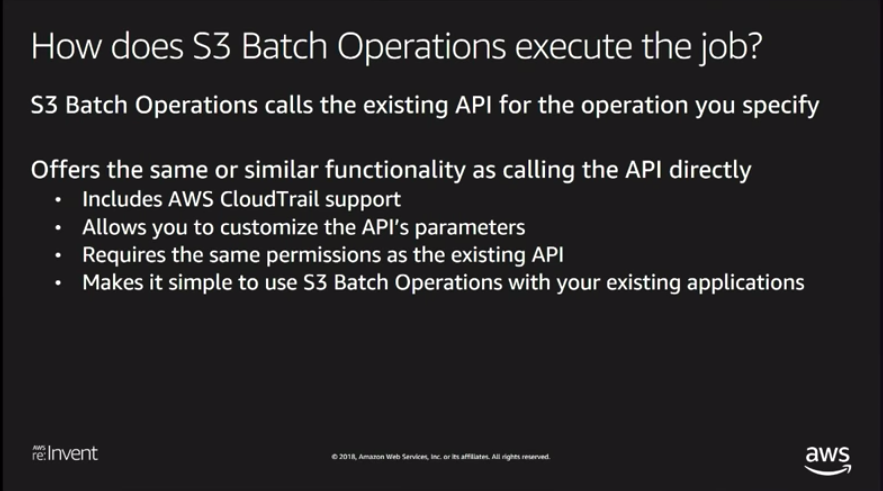 How does S3 Batch Operations execute the job?
S3 Batch Operations calls the existing API for the operation you specify
Offers the same or similar functionality as calling the API directly
• Includes AWS CloudTrail support
• Allows you to customize the API's parameters
• Requires the same permissions as the existing API
• Makes it simple to use S3 Batch Operations with your existing applications
AWS
re:Invent
© 2018, Amazon Web Services, Inc. or its affiliates. All rights reserved.
aws